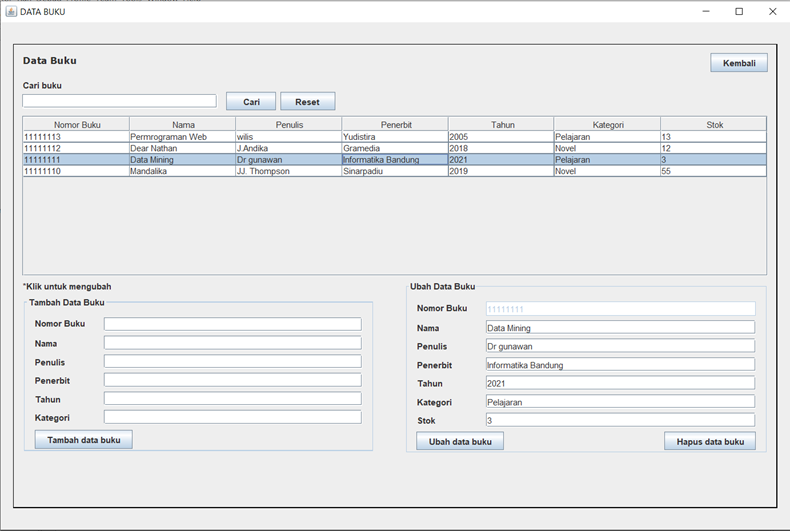 DATA BUKU
Data Buku
Kembali
Cari buku
Cari Reset
Nomor Buku Nama Penulis Penerbit Tahun Kategori Stok
11111113 Permrograman Web wilis Yudistira 2005 Pelajaran 13
11111112 Dear Nathan J.Andika Gramedia 2018 Novel 12
11111111 Data Mining Dr gunawan Informatika Bandung 2021 Pelajaran 3
11111110 Mandalika JJ. Thompson Sinarpadiu 2019 Novel 55
*Klik untuk mengubah
Tambah Data Buku
Nomor Buku
Nama
Penulis
Penerbit
Tahun
Kategori
Tambah data buku
Ubah Data Buku
Nomor Buku 11111111
Nama Data Mining
Penulis Dr gunawan
Penerbit Informatika Bandung
Tahun 2021
Kategori Pelajaran
Stok 3
Ubah data buku Hapus data buku